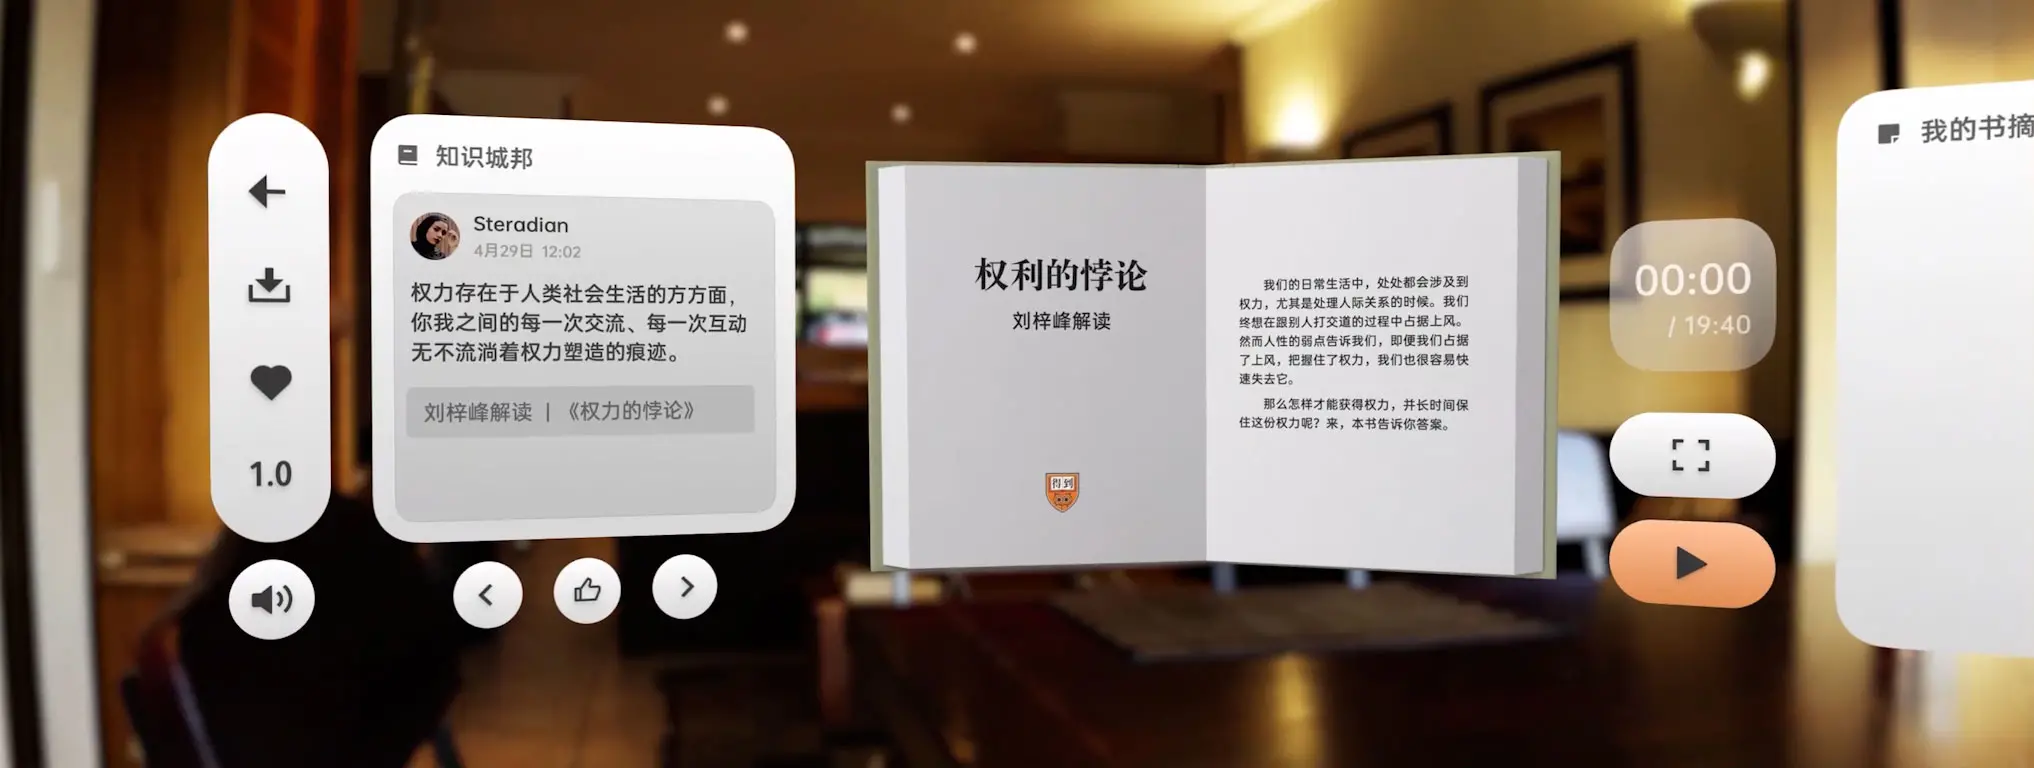 1.0
知识城邦
Steradian
4月29日 12:02
权力存在于人类社会生活的方方面，
你我之间的每一次交流、每一次互动
无不流淌着权力塑造的痕迹。
刘梓峰解读 | 《权力的悖论》
权利的悖论
刘梓峰解读
得到
我们的日常生活中，处处都会涉及到
权力，尤其是处理人际关系的时候。我们
终想在跟别人打交道的过程中占据上风。
然而人性的弱点告诉我们，即便我们占据
了上风，把握住了权力，我们也很容易快
速失去它。
那么怎样才能获得权力，并长时间保
住这份权力呢？来，本书告诉你答案。
00:00
/ 19:40
我的书摘